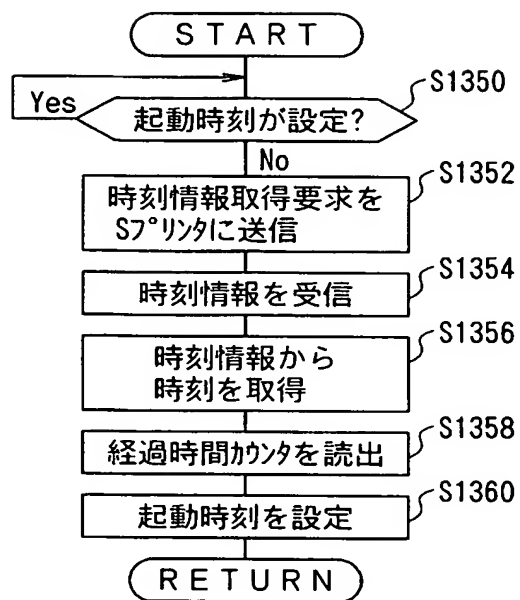 START
S1350
Yes
起動時刻が設定?
No
S1352
時刻情報取得要求を
Sプリンタに送信
S1354
時刻情報を受信
S1356
時刻情報から
時刻を取得
S1358
経過時間カウンタを読出
S1360
起動時刻を設定
RETURN